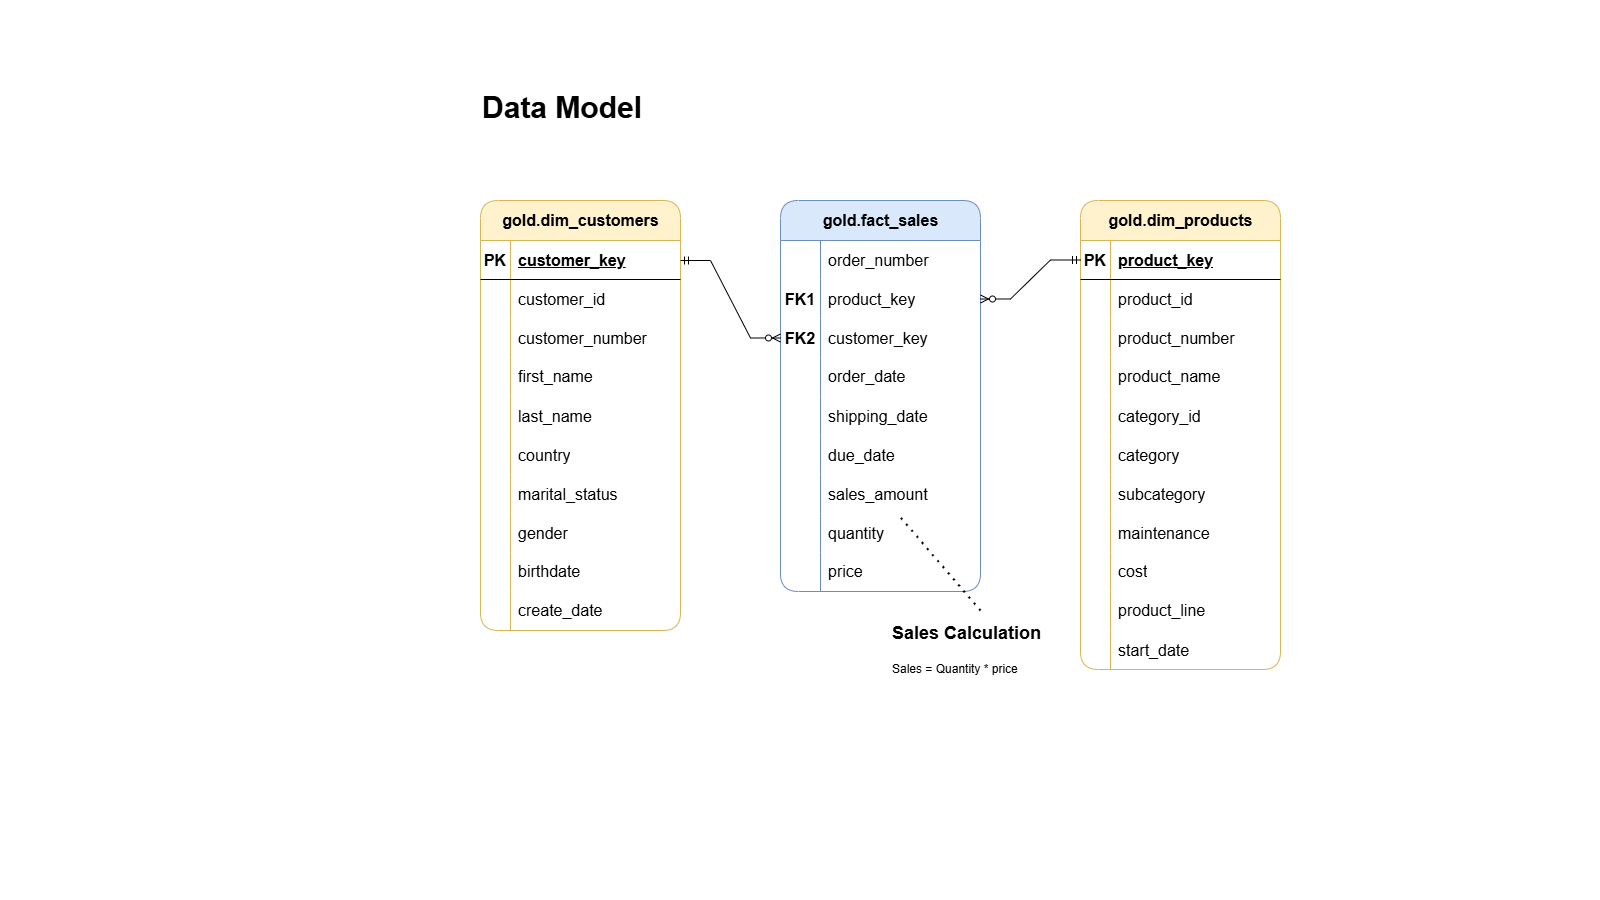 Data Model
gold.dim_customers
PK customer_key
customer_id
customer_number
first_name
last_name
country
marital_status
gender
birthdate
create_date
gold.fact_sales
order_number
FK1 product_key
FK2 customer_key
order_date
shipping_date
due_date
sales_amount
quantity
price
Sales Calculation
Sales = Quantity * price
gold.dim_products
PK product_key
product_id
product_number
product_name
category_id
category
subcategory
maintenance
cost
product_line
start_date